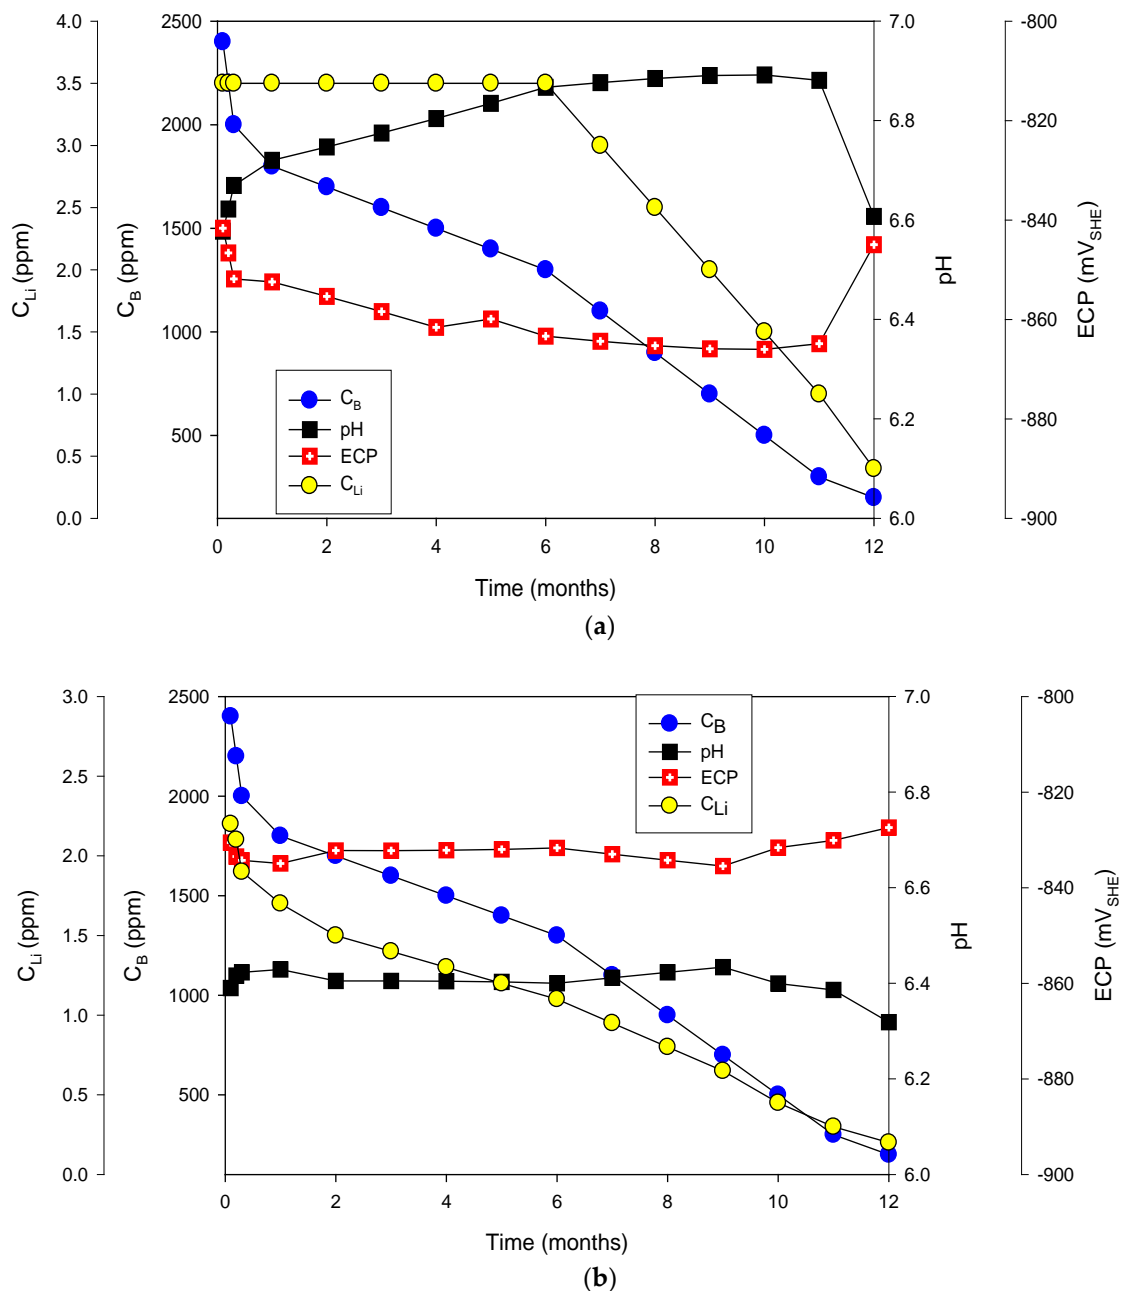 4.0 2500 7.0 -800
3.5
2000 6.8 -820
3.0
2.5
1500 6.6 -840
2.0
1000 6.4 -860
1.5
1.0
500 6.2 -880
0.5
0.0 6.0 -900
C_Li (ppm)
C_B (ppm)
pH
ECP (mV_SHE)
C_B
pH
ECP
C_Li
0 2 4 6 8 10 12
Time (months)
(a)
3.0 2500 7.0 -800
2.5
2000 6.8 -820
2.0
1500 6.6 -840
1.5
1000 6.4 -860
1.0
500 6.2 -880
0.5
0.0 6.0 -900
C_Li (ppm)
C_B (ppm)
pH
ECP (mV_SHE)
C_B
pH
ECP
C_Li
0 2 4 6 8 10 12
Time (months)
(b)